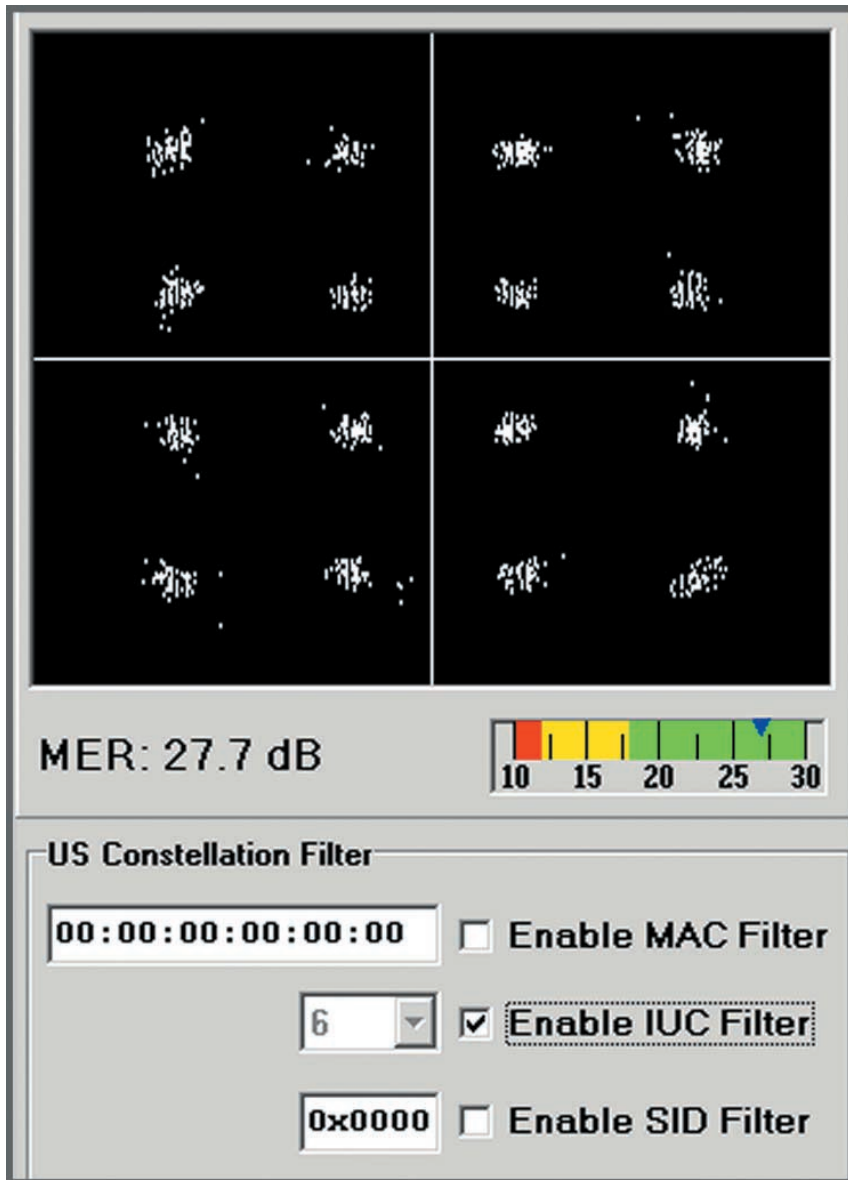 MER: 27.7 dB
10 15 20 25 30
US Constellation Filter
00:00:00:00:00:00 Enable MAC Filter
6 Enable IUC Filter
0x0000 Enable SID Filter